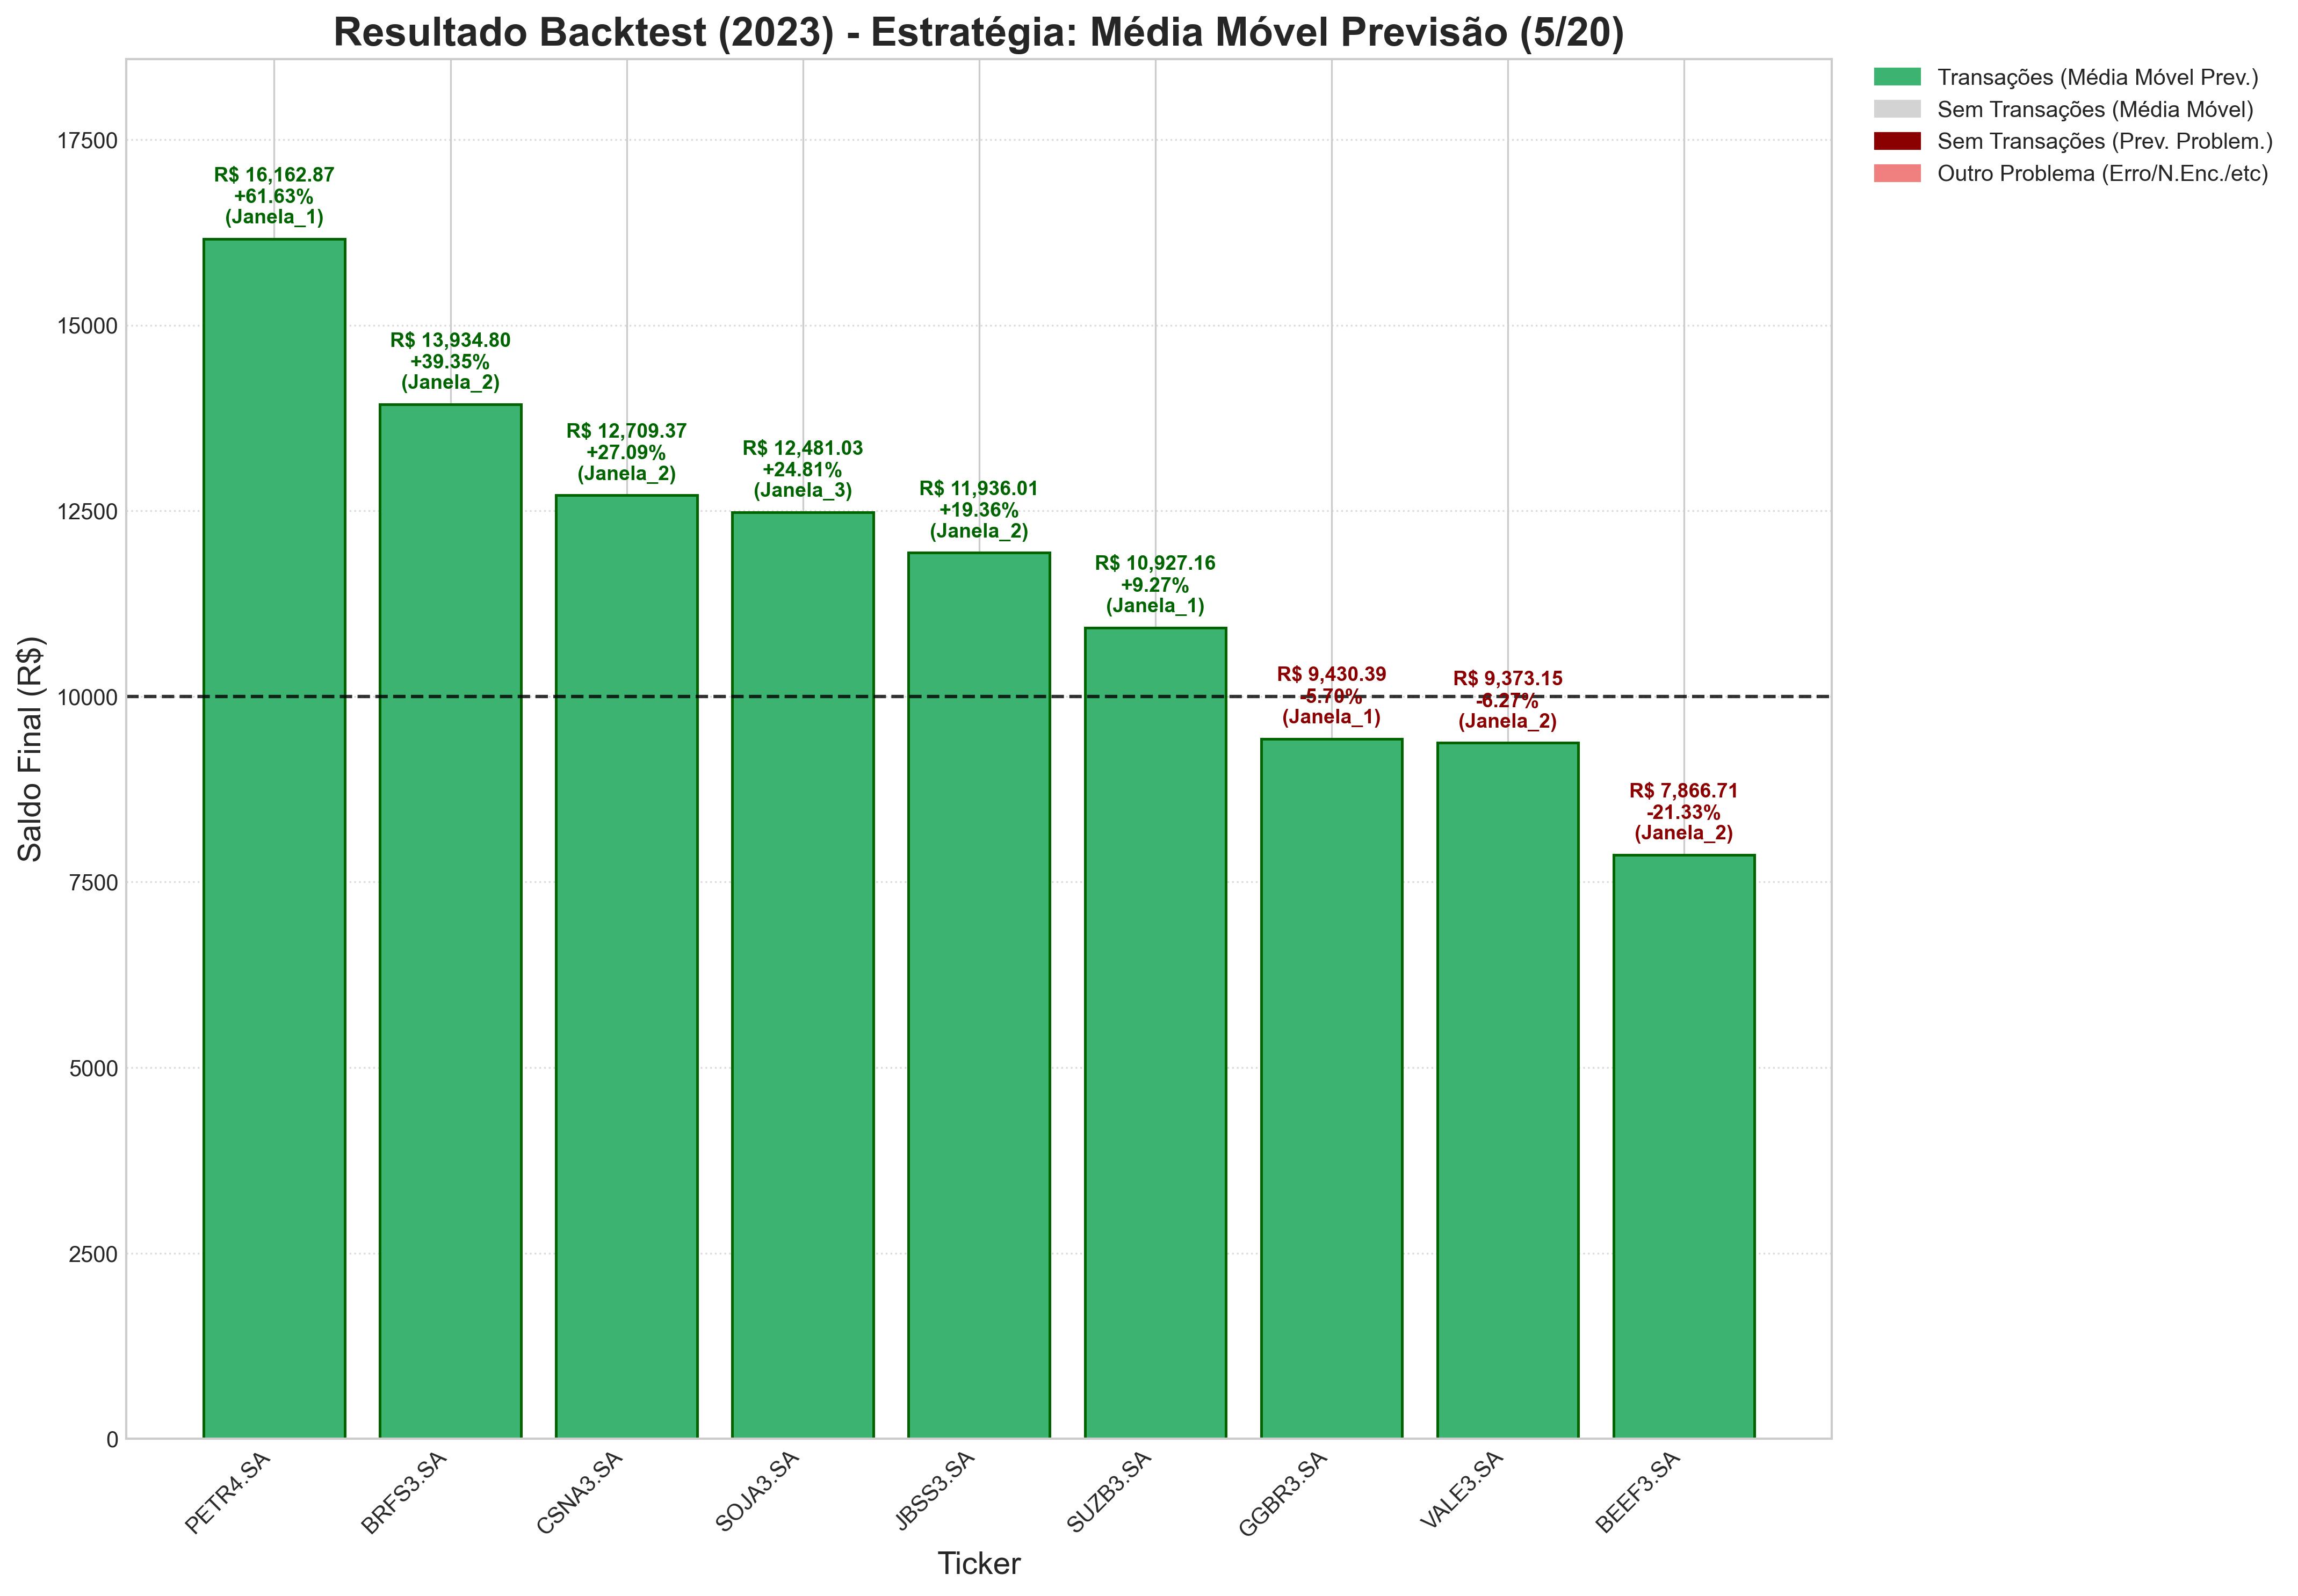 Resultado Backtest (2023) - Estratégia: Média Móvel Previsão (5/20)
Transações (Média Móvel Prev.)
Sem Transações (Média Móvel)
Sem Transações (Prev. Problem.)
Outro Problema (Erro/N.Enc./etc)
Saldo Final (R$)
17500
15000
12500
10000
7500
5000
2500
0
R$ 16,162.87
+61.63%
(Janela_1)
R$ 13,934.80
+39.35%
(Janela_2)
R$ 12,709.37
+27.09%
(Janela_2)
R$ 12,481.03
+24.81%
(Janela_3)
R$ 11,936.01
+19.36%
(Janela_2)
R$ 10,927.16
+9.27%
(Janela_1)
R$ 9,430.39
-5.70%
(Janela_1)
R$ 9,373.15
-6.27%
(Janela_2)
R$ 7,866.71
-21.33%
(Janela_2)
PETR4.SA
BRFS3.SA
CSNA3.SA
SOJA3.SA
JBSS3.SA
SUZB3.SA
GGBR3.SA
VALE3.SA
BEEF3.SA
Ticker